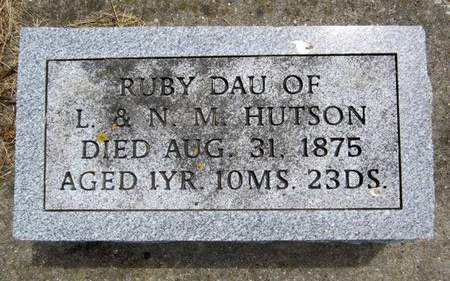 RUBY DAU OF
L. & N. M. HUTSON
DIED AUG. 31, 1875
AGED 1YR. 10MS. 23DS.